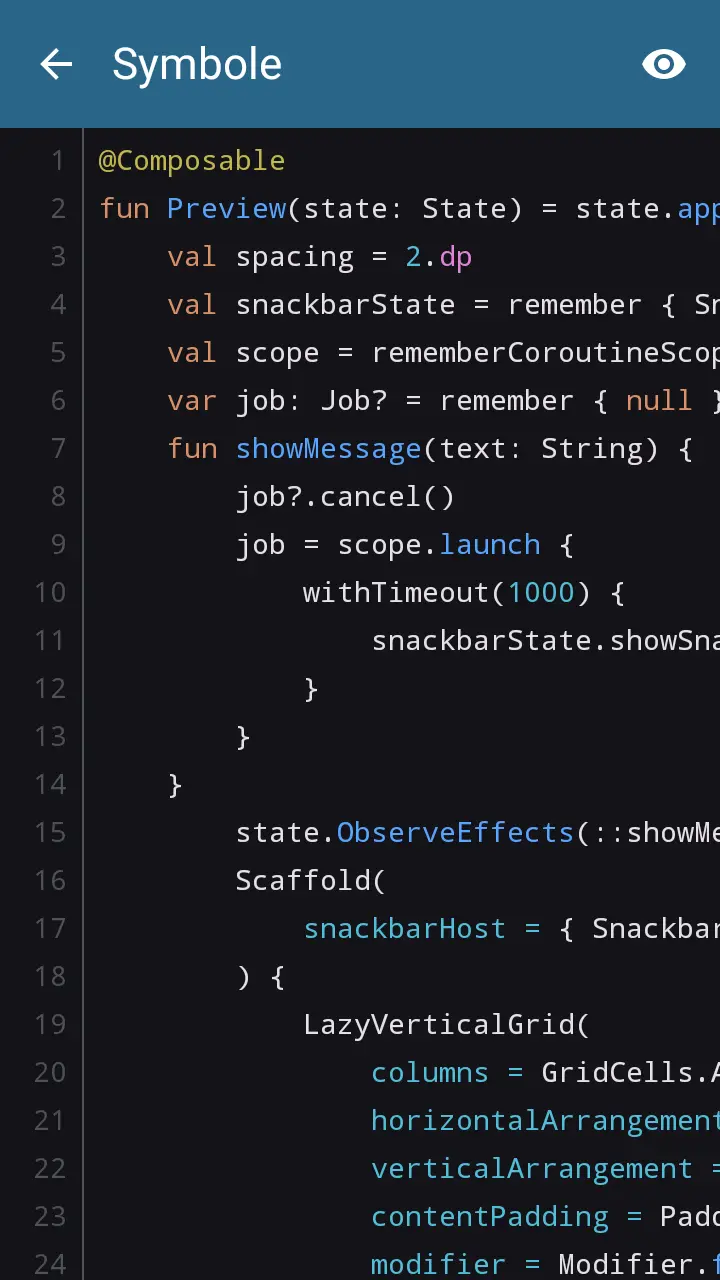 Symbole
1 @Composable
2 fun Preview(state: State) = state.app
3 val spacing = 2.dp
4 val snackbarState = remember { Sn
5 val scope = rememberCoroutineScop
6 var job: Job? = remember { null }
7 fun showMessage(text: String) {
8 job?.cancel()
9 job = scope.launch {
10 withTimeout(1000) {
11 snackbarState.showSna
12 }
13 }
14 }
15 state.ObserveEffects(::showMe
16 Scaffold(
17 snackbarHost = { Snackbar
18 ) {
19 LazyVerticalGrid(
20 columns = GridCells.A
21 horizontalArrangement
22 verticalArrangement =
23 contentPadding = Padd
24 modifier = Modifier.f